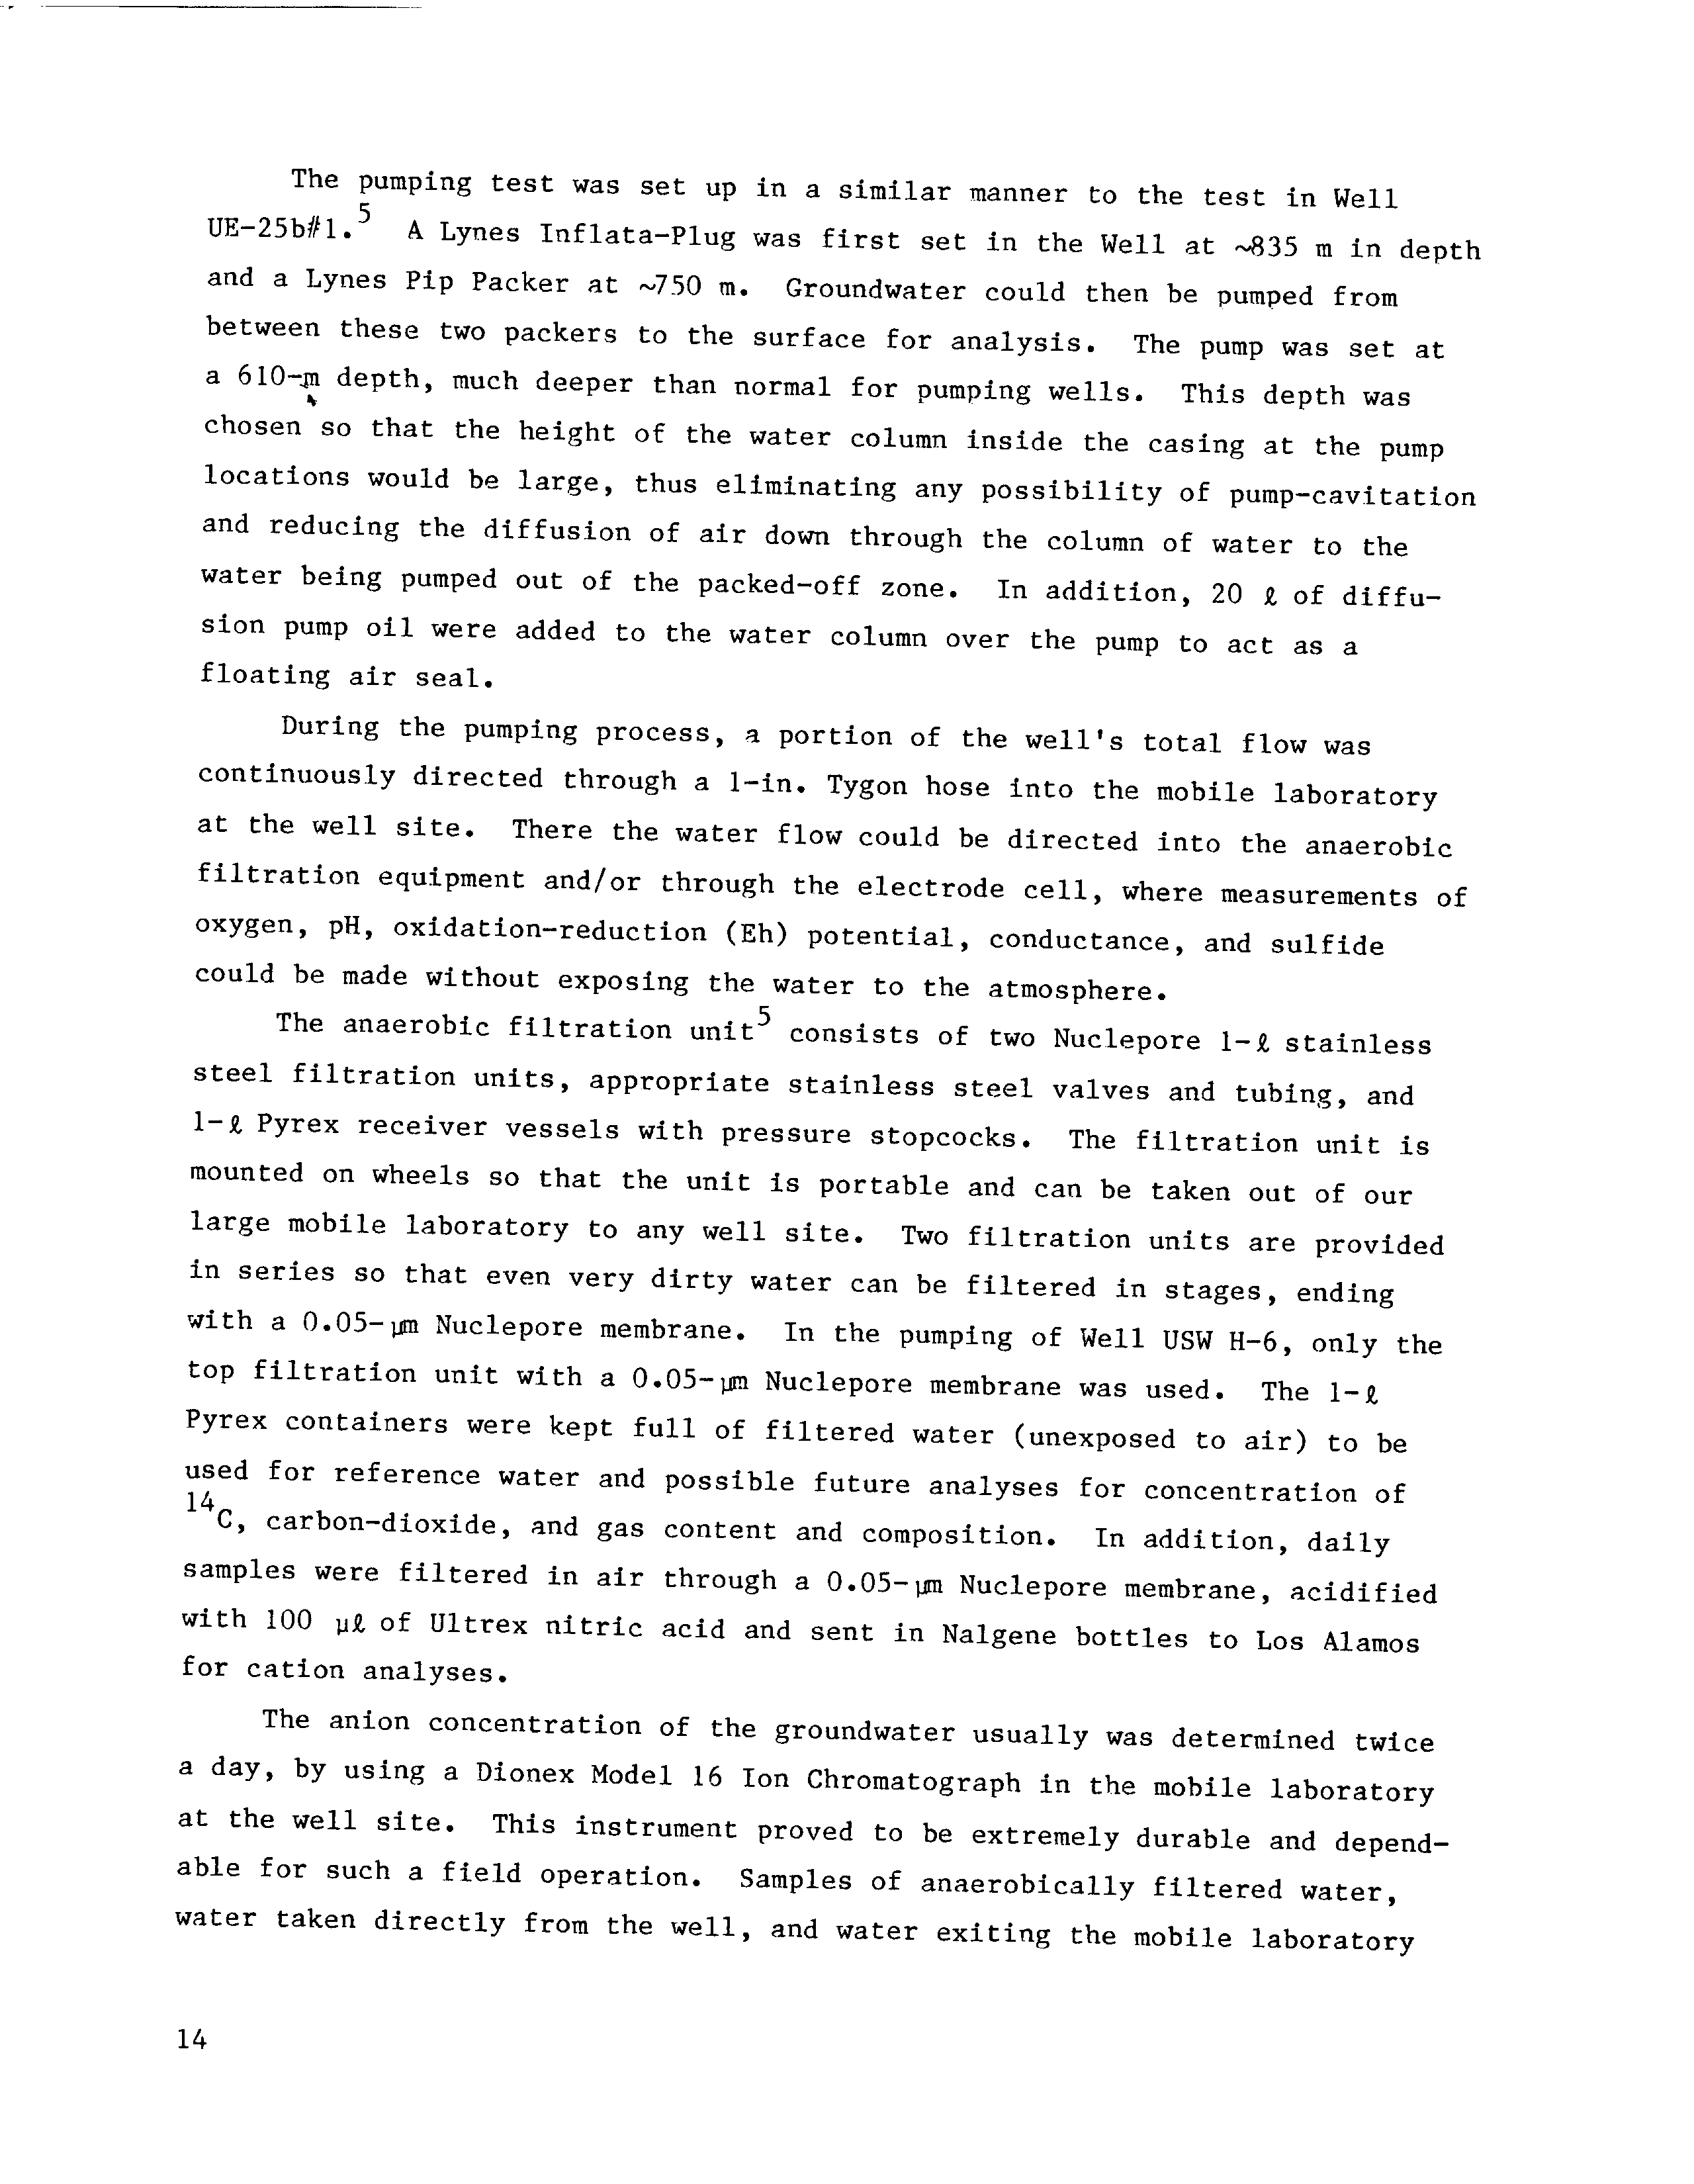 The pumping test was set up in a similar manner to the test in Well
UE-25b#1.5 A Lynes Inflata-Plug was first set in the Well at ~835 m in depth
and a Lynes Pip Packer at ~750 m. Groundwater could then be pumped from
between these two packers to the surface for analysis. The pump was set at
a 610-m depth, much deeper than normal for pumping wells. This depth was
chosen so that the height of the water column inside the casing at the pump
locations would be large, thus eliminating any possibility of pump-cavitation
and reducing the diffusion of air down through the column of water to the
water being pumped out of the packed-off zone. In addition, 20 ℓ of diffu-
sion pump oil were added to the water column over the pump to act as a
floating air seal.
During the pumping process, a portion of the well's total flow was
continuously directed through a 1-in. Tygon hose into the mobile laboratory
at the well site. There the water flow could be directed into the anaerobic
filtration equipment and/or through the electrode cell, where measurements of
oxygen, pH, oxidation-reduction (Eh) potential, conductance, and sulfide
could be made without exposing the water to the atmosphere.
The anaerobic filtration unit5 consists of two Nuclepore 1-ℓ stainless
steel filtration units, appropriate stainless steel valves and tubing, and
1-ℓ Pyrex receiver vessels with pressure stopcocks. The filtration unit is
mounted on wheels so that the unit is portable and can be taken out of our
large mobile laboratory to any well site. Two filtration units are provided
in series so that even very dirty water can be filtered in stages, ending
with a 0.05-μm Nuclepore membrane. In the pumping of Well USW H-6, only the
top filtration unit with a 0.05-μm Nuclepore membrane was used. The 1-ℓ
Pyrex containers were kept full of filtered water (unexposed to air) to be
used for reference water and possible future analyses for concentration of
14C, carbon-dioxide, and gas content and composition. In addition, daily
samples were filtered in air through a 0.05-μm Nuclepore membrane, acidified
with 100 μℓ of Ultrex nitric acid and sent in Nalgene bottles to Los Alamos
for cation analyses.
The anion concentration of the groundwater usually was determined twice
a day, by using a Dionex Model 16 Ion Chromatograph in the mobile laboratory
at the well site. This instrument proved to be extremely durable and depend-
able for such a field operation. Samples of anaerobically filtered water,
water taken directly from the well, and water exiting the mobile laboratory
14